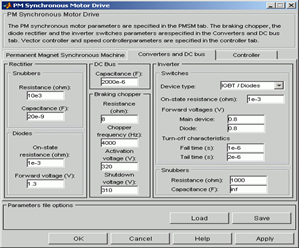 PM Synchronous Motor Drive
PM Synchronous Motor Drive
The PM synchronous motor parameters are specified in the PMSM tab. The braking chopper, the
diode rectifier and the inverter switches parameters arespecified in the Converters and DC
bus tab. Vector controller and speed controllerparameters are specified in the controller tab.
Permanent Magnet Synchronous Machine
Converters and DC bus
Controller
Rectifier
Snubbers
Resistance (ohm):
10e3
Capacitance (F):
20e-9
Diodes
On-state
resistance (ohm):
1e-3
Forward voltage (V):
1.3
DC Bus
Capacitance (F):
2000e-6
Braking chopper
Resistance
(ohm):
8
Chopper
frequency (Hz):
4000
Activation
voltage (V):
320
Shutdown
voltage (V):
310
Inverter
Switches
Device type:
IGBT / Diodes
On-state resistance (ohm):
1e-3
Forward voltages (V)
Main device:
0.8
Diode:
0.8
Turn-off characteristics
Fall time (s):
1e-6
Tail time (s):
2e-6
Snubbers
Resistance (ohm):
1000
Capacitance (F):
inf
Parameters file options
Load
Save
OK
Cancel
Help
Apply